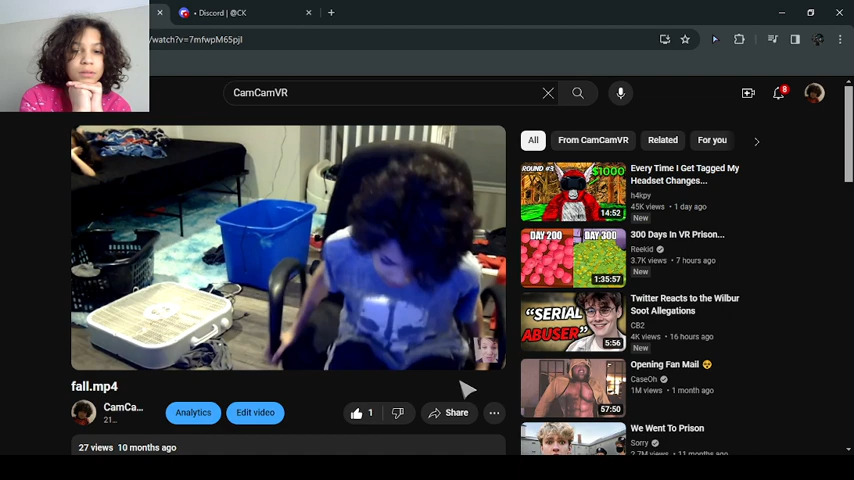 Discord | @CK
/watch?v=7mfwpM65pjI
CamCamVR
8
All
From CamCamVR
Related
For you
ROUND #3
$1000
14:52
Every Time I Get Tagged My
Headset Changes...
h4kpy
45K views • 1 day ago
New
DAY 200
DAY 300
1:35:57
300 Days In VR Prison...
Reekid
3.7K views • 7 hours ago
New
"SERIAL
ABUSER"
5:56
Twitter Reacts to the Wilbur
Soot Allegations
CB2
4K views • 16 hours ago
New
57:50
Opening Fan Mail 😍
CaseOh
1M views • 1 month ago
We Went To Prison
Sorry
2.7M views • 11 months ago
fall.mp4
CamCa...
21...
Analytics
Edit video
1
Share
27 views 10 months ago